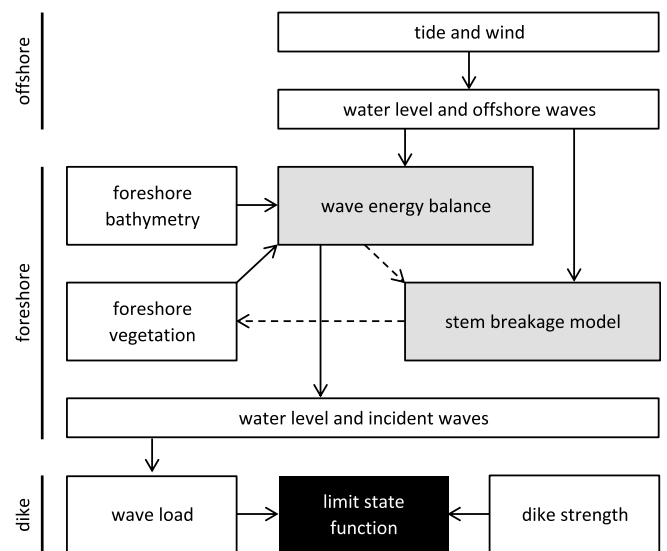 offshore
tide and wind
water level and offshore waves
foreshore
foreshore
bathymetry
wave energy balance
foreshore
vegetation
stem breakage model
water level and incident waves
dike
wave load
limit state
function
dike strength